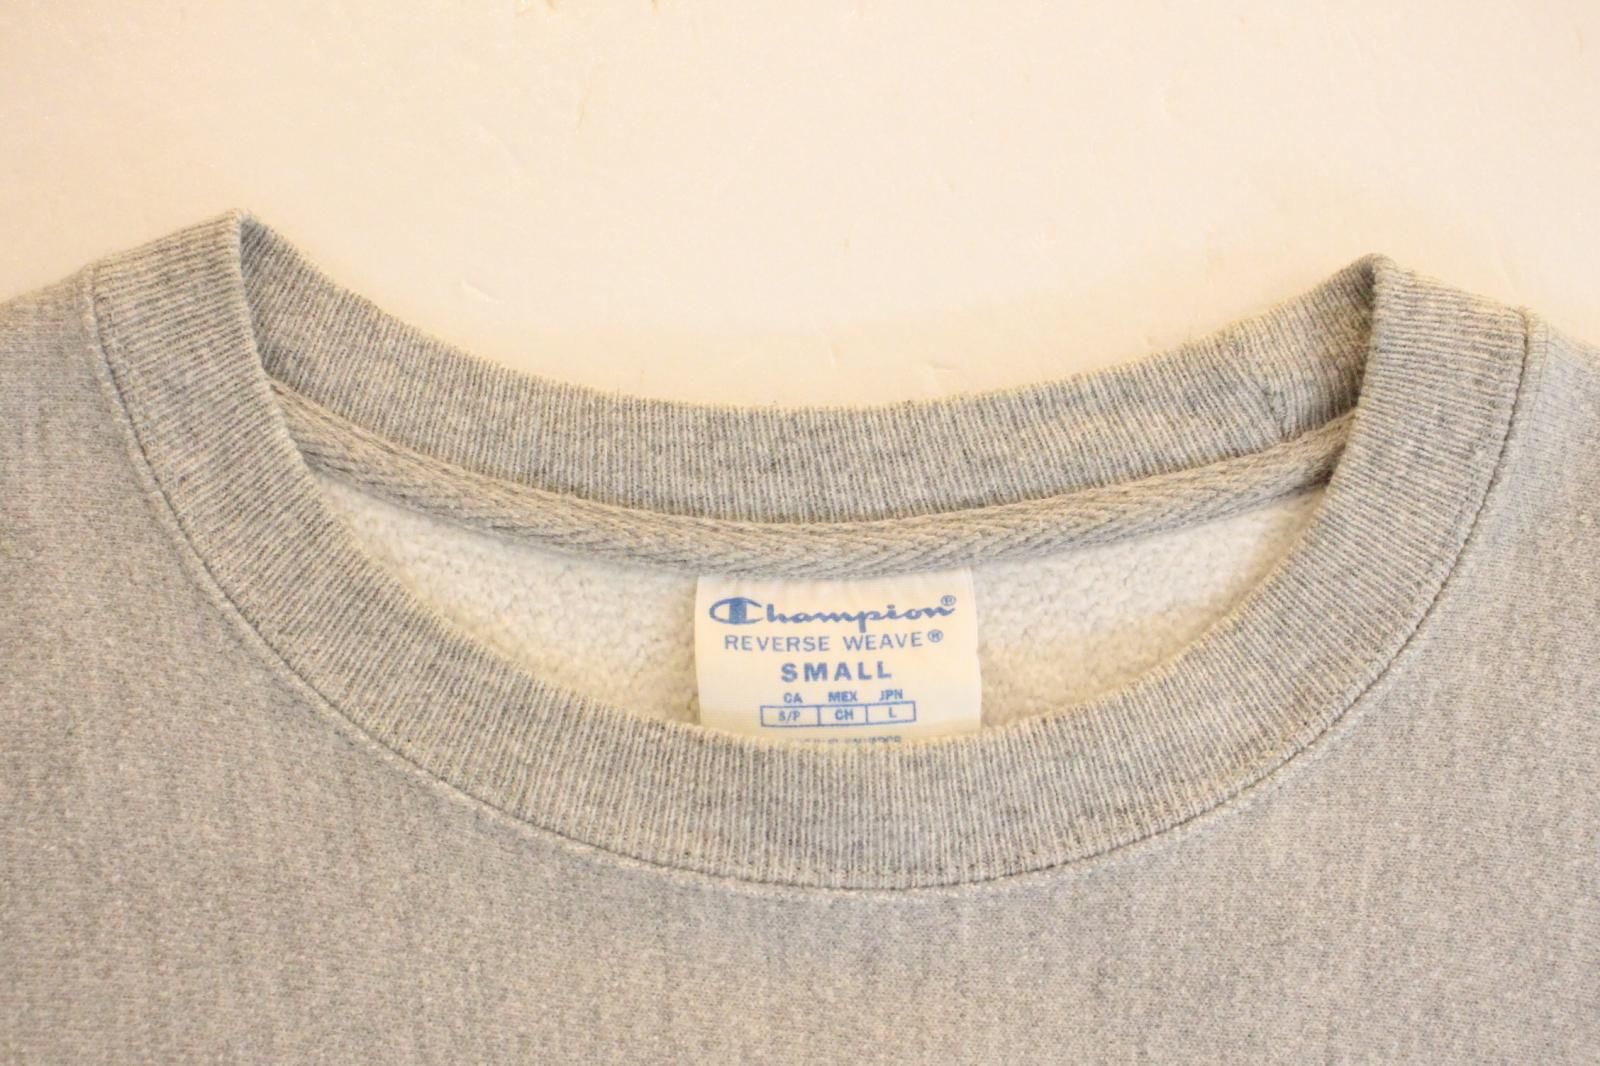 Champion®
REVERSE WEAVE®
SMALL
CA MEX JPN
S/P CH L